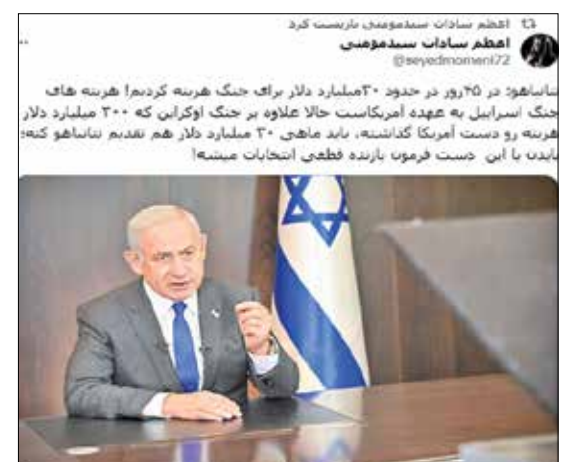 اعظم سادات سیدمومنی بازپست کرد
اعظم سادات سیدمومنی
@seyedmomeni72
نتانیاهو: در ۴۵روز در حدود ۳۰میلیارد دلار برای جنگ هزینه کردیم! هزینه های
جنگ اسراییل به عهده آمریکاست حالا علاوه بر جنگ اوکراین که ۳۰۰ میلیارد دلار
هزینه رو دست آمریکا گذاشته، باید ماهی ۳۰ میلیارد دلار هم تقدیم نتانیاهو کنه؛
بایدن با این دست فرمون بازنده قطعی انتخابات میشه!